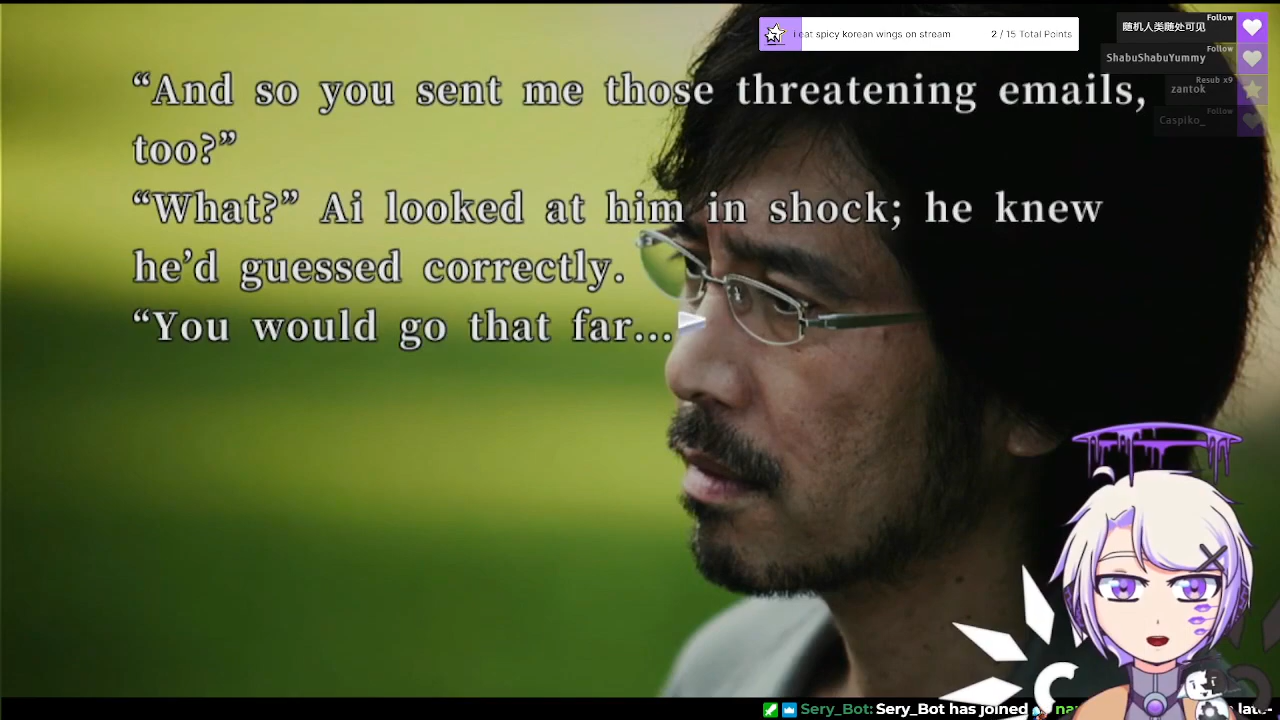 i eat spicy korean wings on stream
2 / 15 Total Points
Follow
随机人类随处可见
Follow
ShabuShabuYummy
Resub x9
zantok
Follow
Caspiko_
“And so you sent me those threatening emails,
too?”
“What?” Ai looked at him in shock; he knew
he’d guessed correctly.
“You would go that far...
Sery_Bot: Sery_Bot has joined
late-